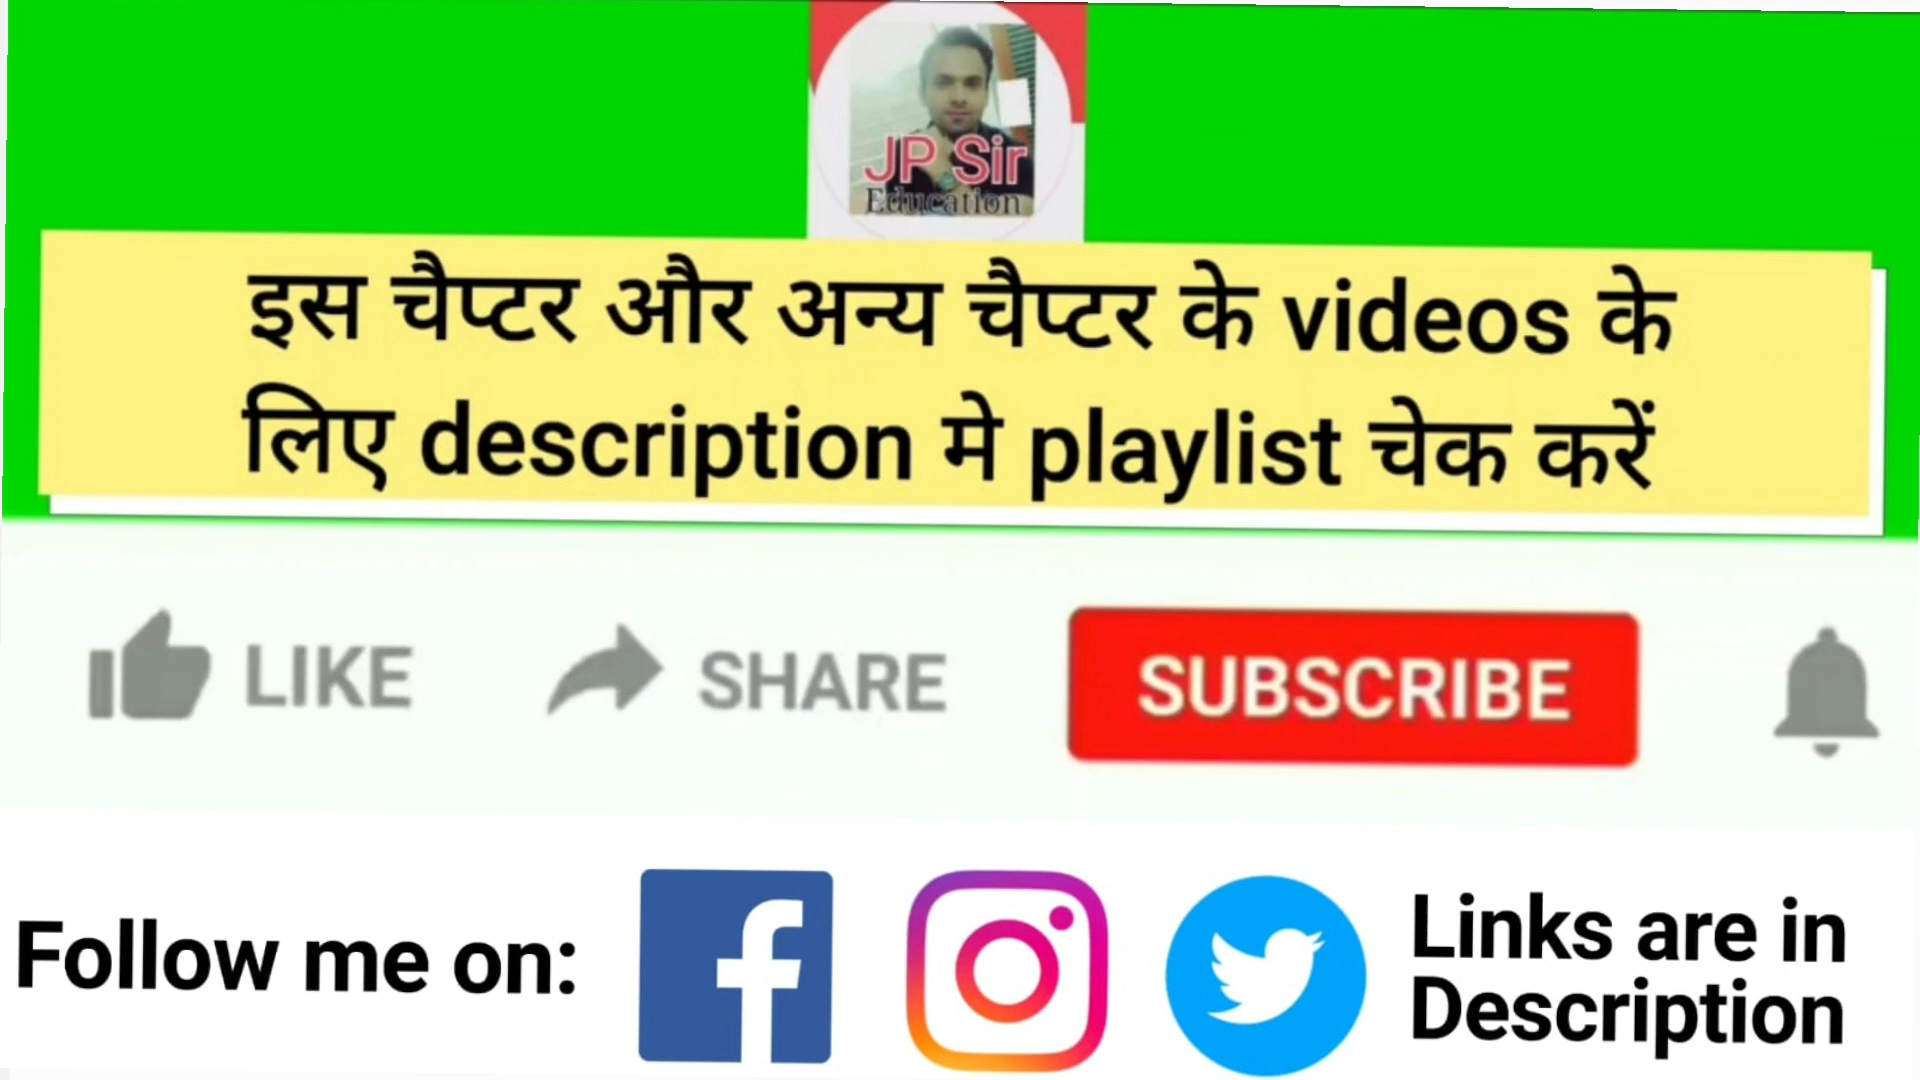 JP Sir
Education
इस चैप्टर और अन्य चैप्टर के videos के
लिए description मे playlist चेक करें
LIKE SHARE SUBSCRIBE
Follow me on: Links are in
Description